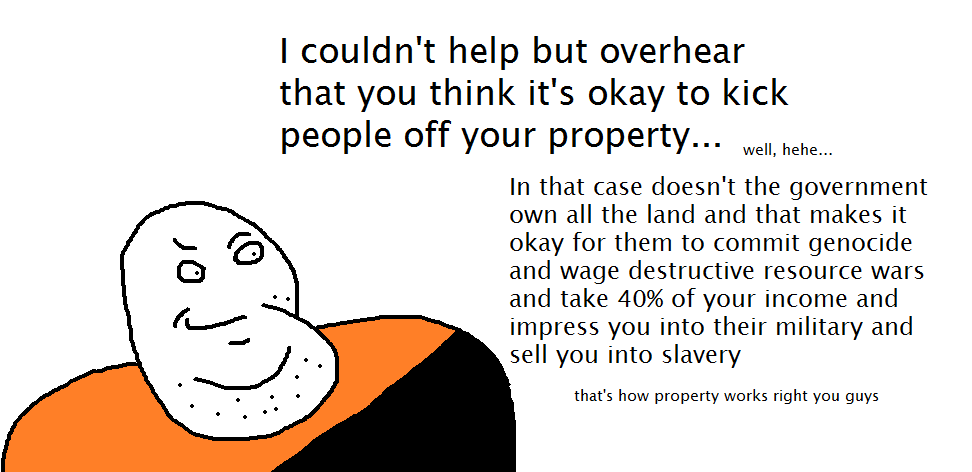 I couldn't help but overhear
that you think it's okay to kick
people off your property...
well, hehe...
In that case doesn't the government
own all the land and that makes it
okay for them to commit genocide
and wage destructive resource wars
and take 40% of your income and
impress you into their military and
sell you into slavery
that's how property works right you guys